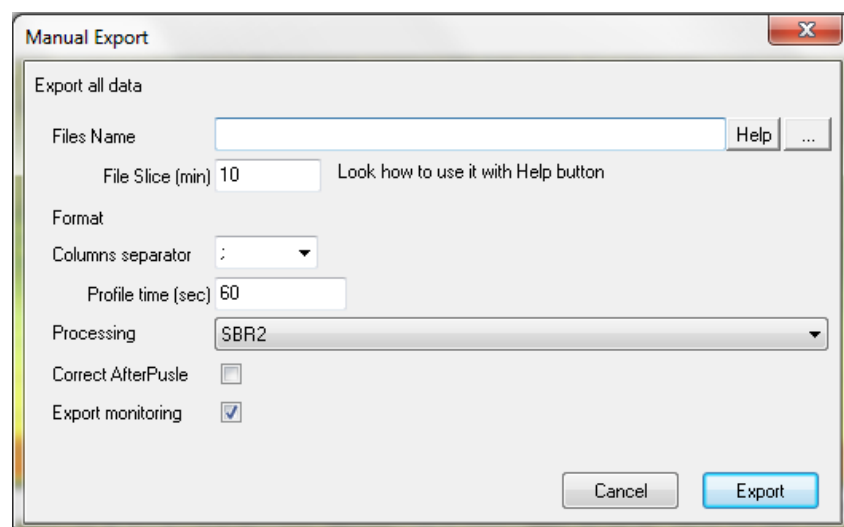 Manual Export
Export all data
Files Name Help ...
File Slice (min) 10 Look how to use it with Help button
Format
Columns separator ;
Profile time (sec) 60
Processing SBR2
Correct AfterPusle
Export monitoring
Cancel Export